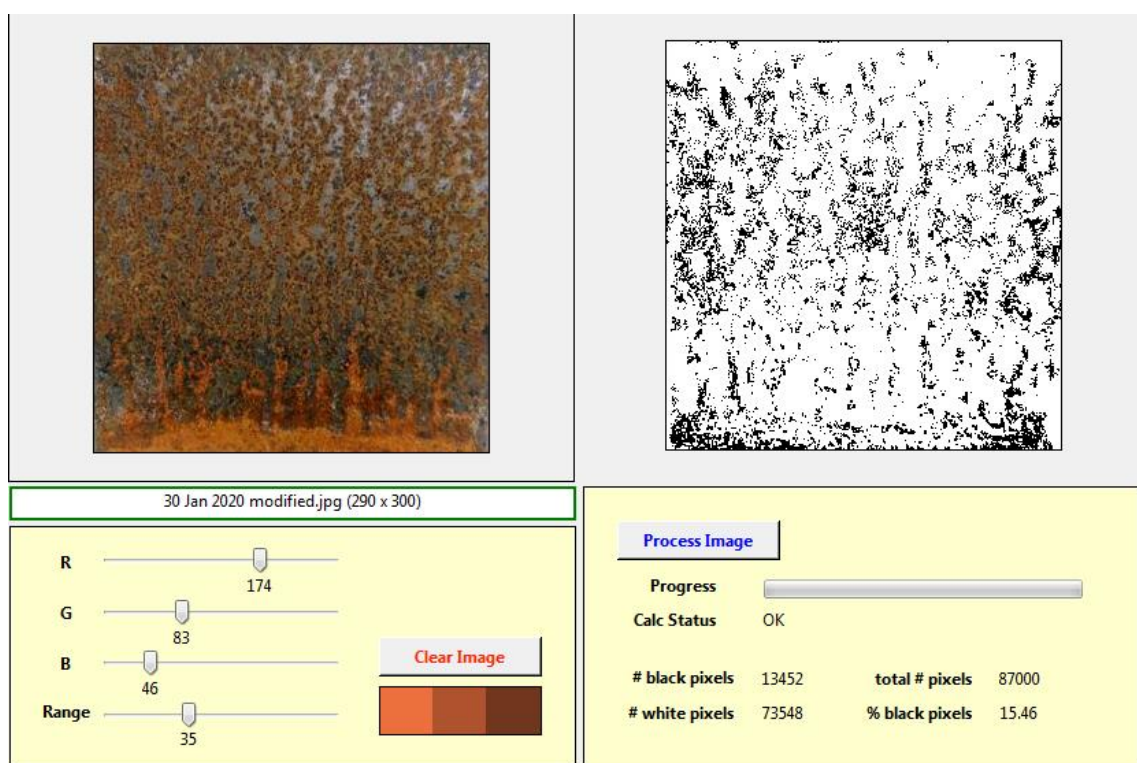 30 Jan 2020 modified.jpg (290 x 300)
R
174
G
83
B
46
Range
35
Clear Image
Process Image
Progress
Calc Status OK
# black pixels 13452 total # pixels 87000
# white pixels 73548 % black pixels 15.46